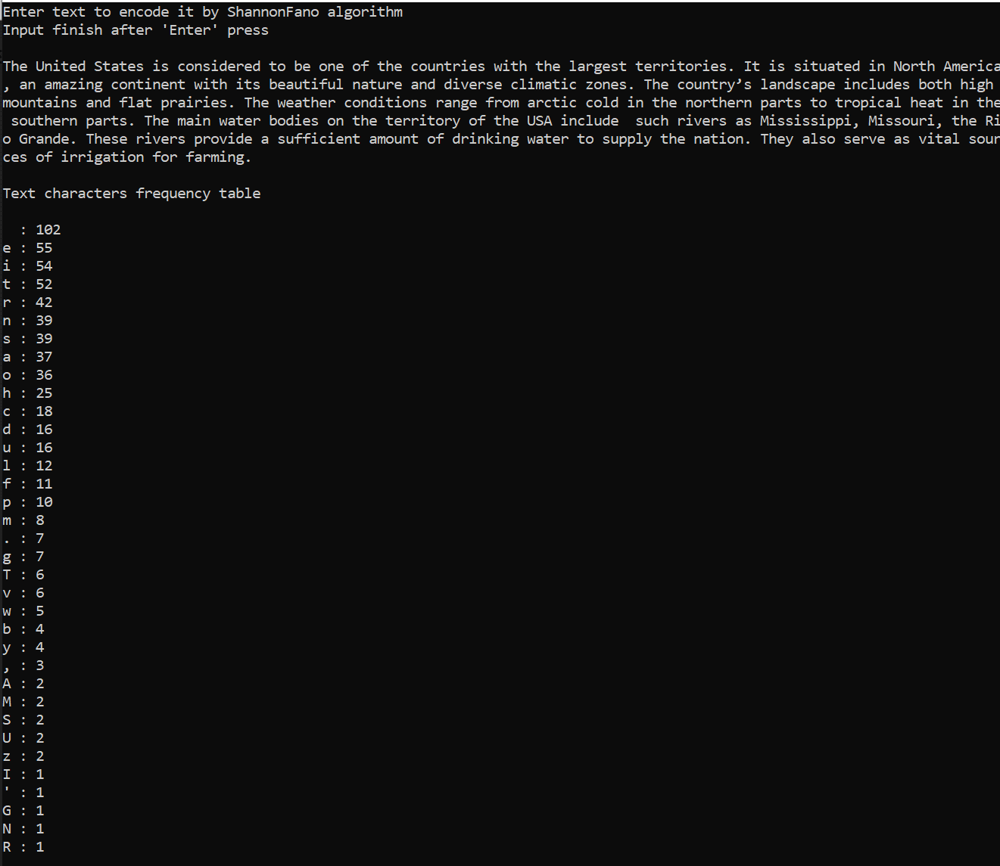 Enter text to encode it by ShannonFano algorithm
Input finish after 'Enter' press
The United States is considered to be one of the countries with the largest territories. It is situated in North America
, an amazing continent with its beautiful nature and diverse climatic zones. The country’s landscape includes both high
mountains and flat prairies. The weather conditions range from arctic cold in the northern parts to tropical heat in the
southern parts. The main water bodies on the territory of the USA include  such rivers as Mississippi, Missouri, the Ri
o Grande. These rivers provide a sufficient amount of drinking water to supply the nation. They also serve as vital sour
ces of irrigation for farming.
Text characters frequency table
: 102
e : 55
i : 54
t : 52
r : 42
n : 39
s : 39
a : 37
o : 36
h : 25
c : 18
d : 16
u : 16
l : 12
f : 11
p : 10
m : 8
. : 7
g : 7
T : 6
v : 6
w : 5
b : 4
y : 4
, : 3
A : 2
M : 2
S : 2
U : 2
z : 2
I : 1
' : 1
G : 1
N : 1
R : 1